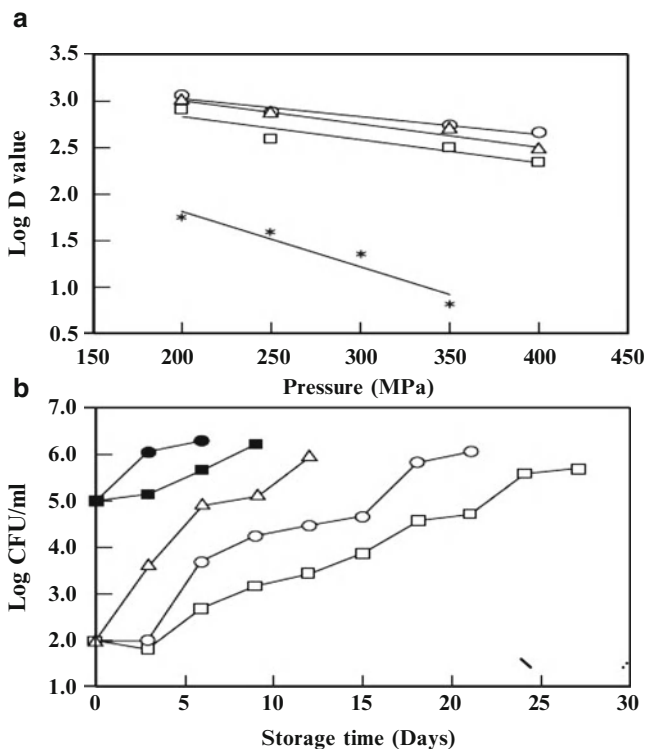 a
3.5
3.0
2.5
2.0
1.5
1.0
0.5
Log D value
150 200 250 300 350 400 450
Pressure (MPa)
b
7.0
6.0
5.0
4.0
3.0
2.0
1.0
Log CFU/ml
0 5 10 15 20 25 30
Storage time (Days)